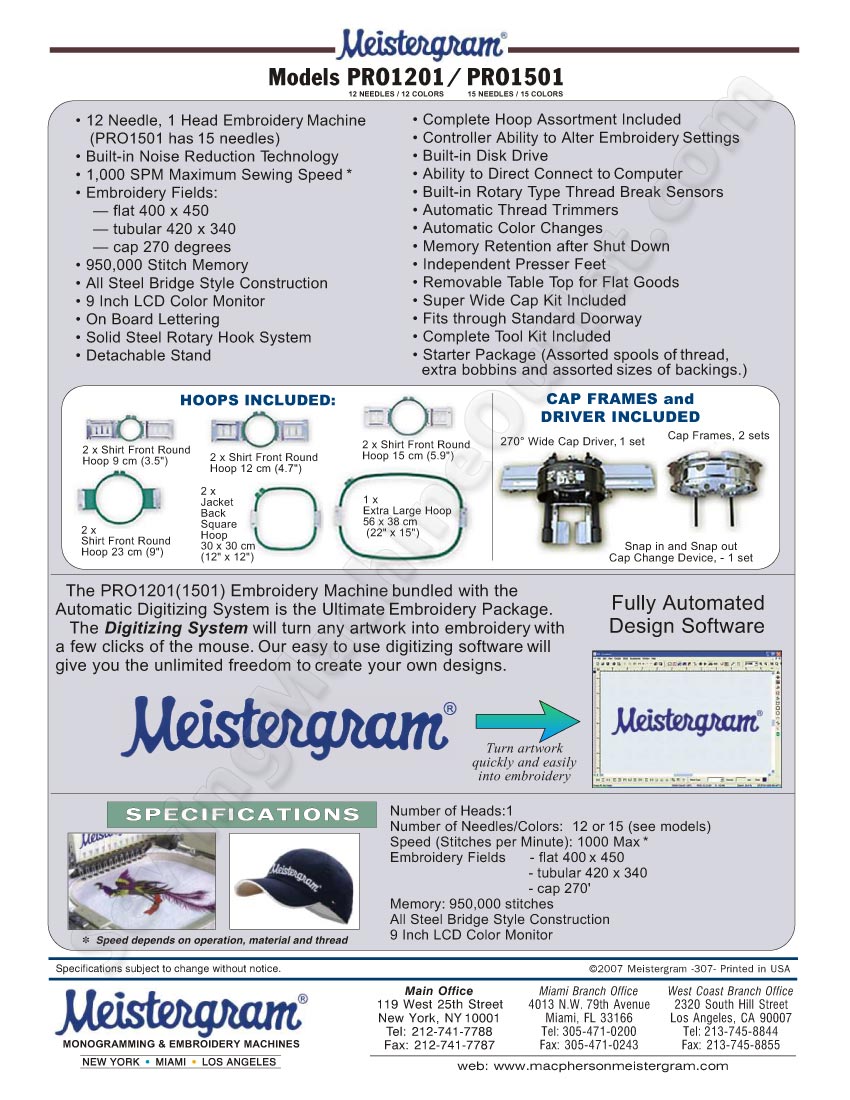 Meistergram®
Models PRO1201 / PRO1501
12 NEEDLES / 12 COLORS 15 NEEDLES / 15 COLORS
• 12 Needle, 1 Head Embroidery Machine
(PRO1501 has 15 needles)
• Built-in Noise Reduction Technology
• 1,000 SPM Maximum Sewing Speed *
• Embroidery Fields:
— flat 400 x 450
— tubular 420 x 340
— cap 270 degrees
• 950,000 Stitch Memory
• All Steel Bridge Style Construction
• 9 Inch LCD Color Monitor
• On Board Lettering
• Solid Steel Rotary Hook System
• Detachable Stand
• Complete Hoop Assortment Included
• Controller Ability to Alter Embroidery Settings
• Built-in Disk Drive
• Ability to Direct Connect to Computer
• Built-in Rotary Type Thread Break Sensors
• Automatic Thread Trimmers
• Automatic Color Changes
• Memory Retention after Shut Down
• Independent Presser Feet
• Removable Table Top for Flat Goods
• Super Wide Cap Kit Included
• Fits through Standard Doorway
• Complete Tool Kit Included
• Starter Package (Assorted spools of thread,
extra bobbins and assorted sizes of backings.)
HOOPS INCLUDED:
2 x Shirt Front Round
Hoop 9 cm (3.5")
2 x Shirt Front Round
Hoop 12 cm (4.7")
2 x Shirt Front Round
Hoop 15 cm (5.9")
2 x
Shirt Front Round
Hoop 23 cm (9")
2 x
Jacket
Back
Square
Hoop
30 x 30 cm
(12" x 12")
1 x
Extra Large Hoop
56 x 38 cm
(22" x 15")
CAP FRAMES and
DRIVER INCLUDED
270° Wide Cap Driver, 1 set
Cap Frames, 2 sets
Snap in and Snap out
Cap Change Device, - 1 set
The PRO1201(1501) Embroidery Machine bundled with the
Automatic Digitizing System is the Ultimate Embroidery Package.
The Digitizing System will turn any artwork into embroidery with
a few clicks of the mouse. Our easy to use digitizing software will
give you the unlimited freedom to create your own designs.
Fully Automated
Design Software
Meistergram®
Turn artwork
quickly and easily
into embroidery
Meistergram®
SPECIFICATIONS
Meistergram®
* Speed depends on operation, material and thread
Number of Heads:1
Number of Needles/Colors: 12 or 15 (see models)
Speed (Stitches per Minute): 1000 Max *
Embroidery Fields - flat 400 x 450
- tubular 420 x 340
- cap 270'
Memory: 950,000 stitches
All Steel Bridge Style Construction
9 Inch LCD Color Monitor
SewingMachineOutlet.com
Specifications subject to change without notice.
©2007 Meistergram -307- Printed in USA
Meistergram®
MONOGRAMMING & EMBROIDERY MACHINES
NEW YORK • MIAMI • LOS ANGELES
Main Office
119 West 25th Street
New York, NY 10001
Tel: 212-741-7788
Fax: 212-741-7787
Miami Branch Office
4013 N.W. 79th Avenue
Miami, FL 33166
Tel: 305-471-0200
Fax: 305-471-0243
West Coast Branch Office
2320 South Hill Street
Los Angeles, CA 90007
Tel: 213-745-8844
Fax: 213-745-8855
web: www.macphersonmeistergram.com